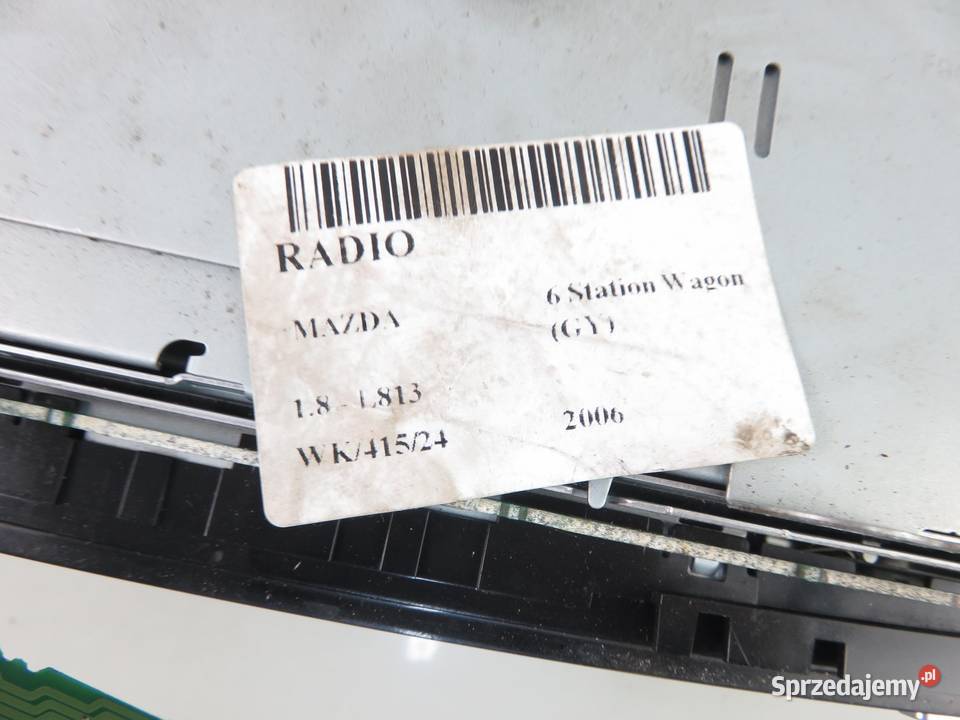 RADIO
MAZDA
6 Station Wagon
(GY)
1.8 - L813
2006
WK/415/24
Sprzedajemy.pl